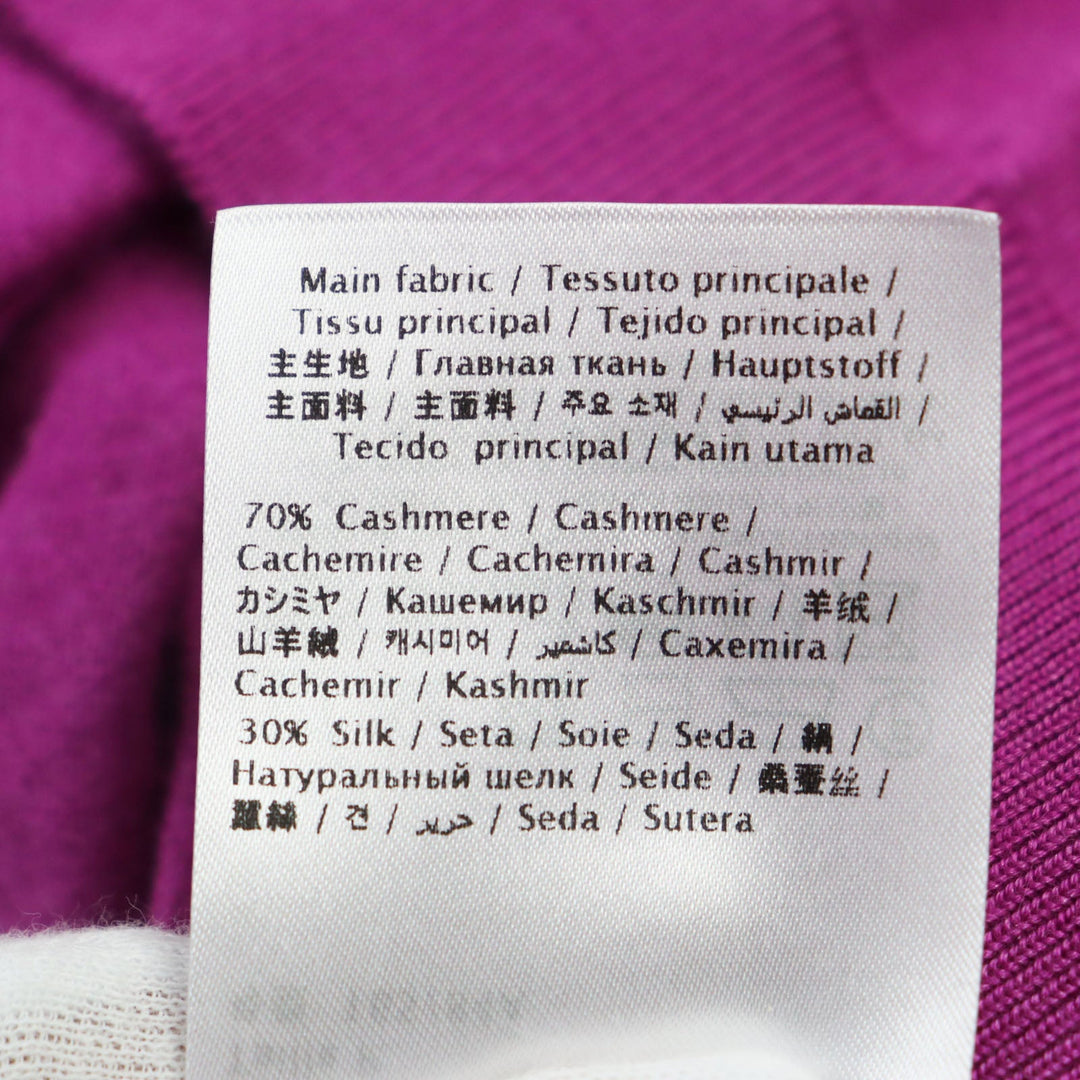 Main fabric / Tessuto principale /
Tissu principal / Tejido principal /
主生地 / Главная ткань / Hauptstoff /
主面料 / 主面料 / 주요 소재 / القماش الرئيسي /
Tecido principal / Kain utama
70% Cashmere / Cashmere /
Cachemire / Cachemira / Cashmir /
カシミヤ / Кашемир / Kaschmir / 羊绒 /
山羊絨 / 캐시미어 / كاشمير / Caxemira /
Cachemir / Kashmir
30% Silk / Seta / Soie / Seda / 絹 /
Натуральный шелк / Seide / 桑蚕丝 /
/ 견 / حرير / Seda / Sutera